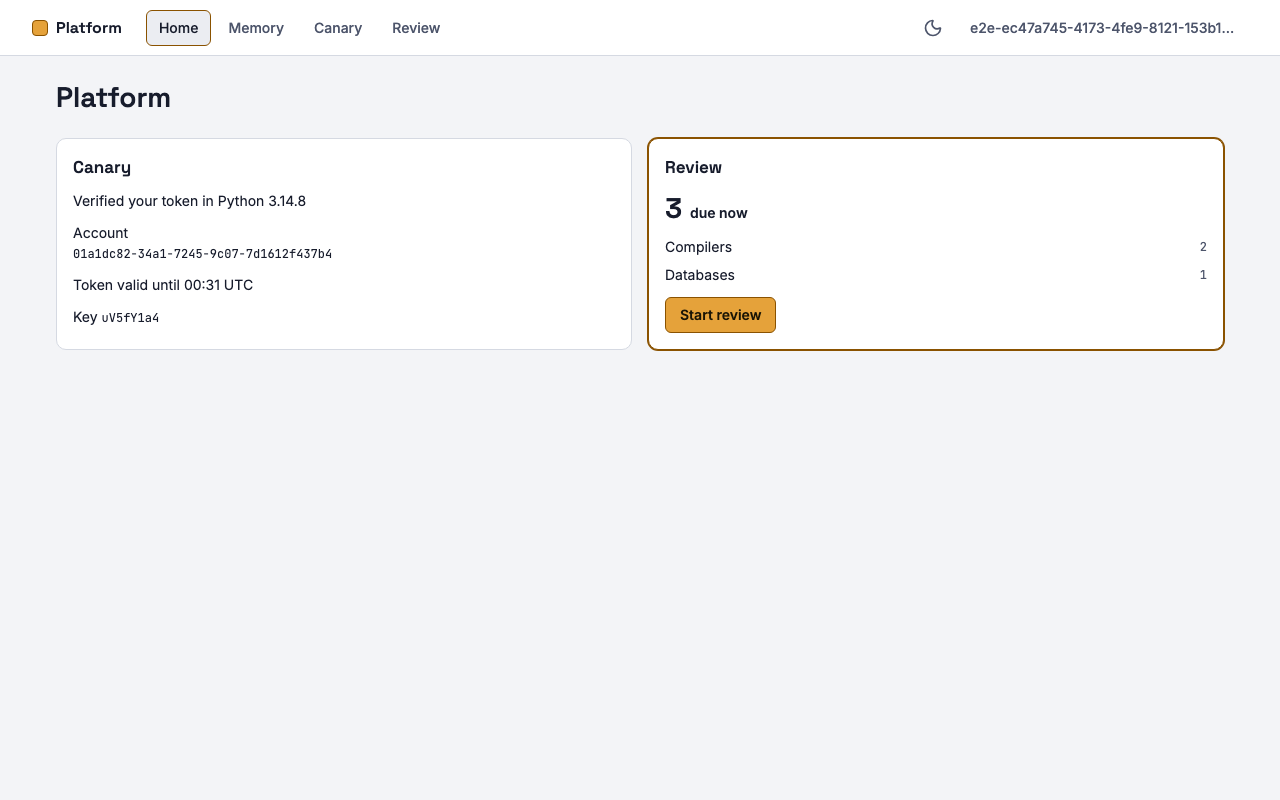 Platform
Home
Memory
Canary
Review
e2e-ec47a745-4173-4fe9-8121-153b1...
Platform
Canary
Verified your token in Python 3.14.8
Account
01a1dc82-34a1-7245-9c07-7d1612f437b4
Token valid until 00:31 UTC
Key uV5fY1a4
Review
3 due now
Compilers 2
Databases 1
Start review